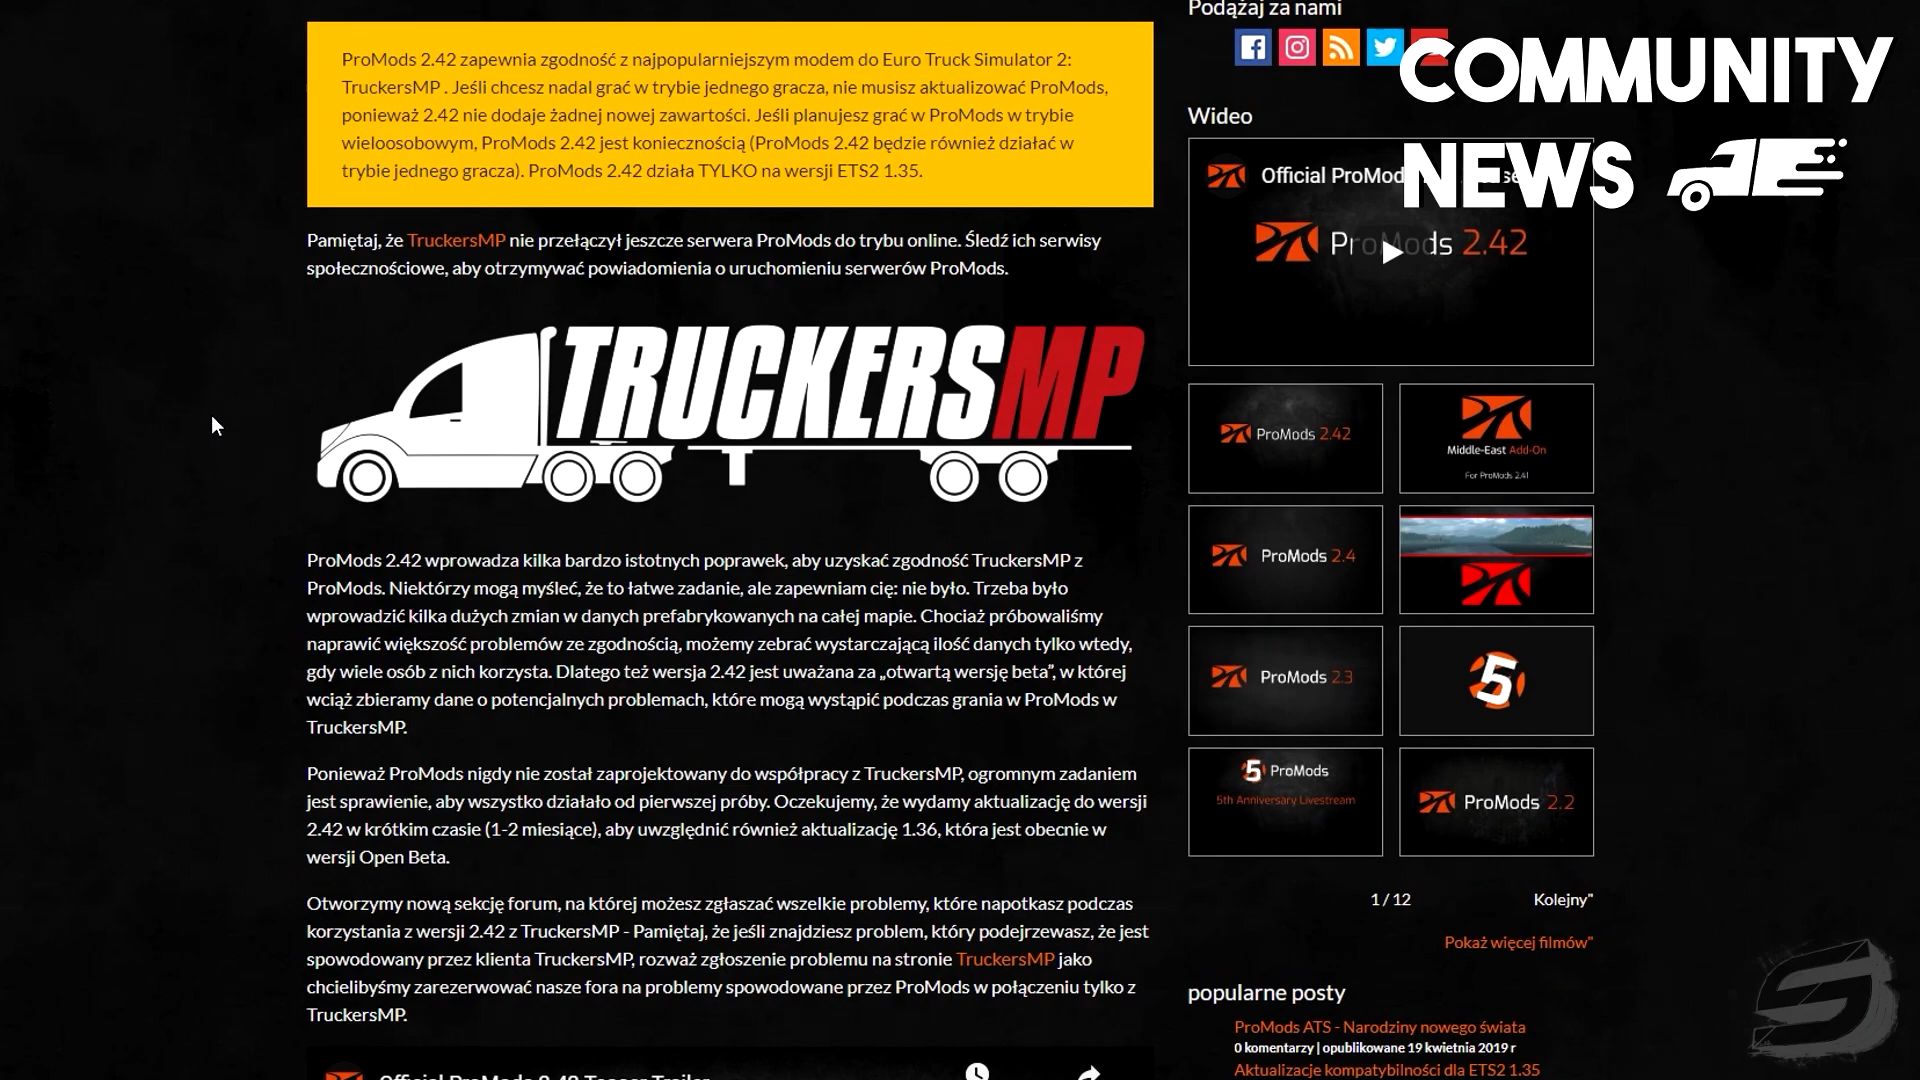 ProMods 2.42 zapewnia zgodność z najpopularniejszym modem do Euro Truck Simulator 2:
TruckersMP . Jeśli chcesz nadal grać w trybie jednego gracza, nie musisz aktualizować ProMods,
ponieważ 2.42 nie dodaje żadnej nowej zawartości. Jeśli planujesz grać w ProMods w trybie
wieloosobowym, ProMods 2.42 jest koniecznością (ProMods 2.42 będzie również działać w
trybie jednego gracza). ProMods 2.42 działa TYLKO na wersji ETS2 1.35.
Pamiętaj, że TruckersMP nie przełączył jeszcze serwera ProMods do trybu online. Śledź ich serwisy
społecznościowe, aby otrzymywać powiadomienia o uruchomieniu serwerów ProMods.
TRUCKERSMP
ProMods 2.42 wprowadza kilka bardzo istotnych poprawek, aby uzyskać zgodność TruckersMP z
ProMods. Niektórzy mogą myśleć, że to łatwe zadanie, ale zapewniam cię: nie było. Trzeba było
wprowadzić kilka dużych zmian w danych prefabrykowanych na całej mapie. Chociaż próbowaliśmy
naprawić większość problemów ze zgodnością, możemy zebrać wystarczającą ilość danych tylko wtedy,
gdy wiele osób z nich korzysta. Dlatego też wersja 2.42 jest uważana za „otwartą wersję beta”, w której
wciąż zbieramy dane o potencjalnych problemach, które mogą wystąpić podczas grania w ProMods w
TruckersMP.
Ponieważ ProMods nigdy nie został zaprojektowany do współpracy z TruckersMP, ogromnym zadaniem
jest sprawienie, aby wszystko działało od pierwszej próby. Oczekujemy, że wydamy aktualizację do wersji
2.42 w krótkim czasie (1-2 miesiące), aby uwzględnić również aktualizację 1.36, która jest obecnie w
wersji Open Beta.
Otworzymy nową sekcję forum, na której możesz zgłaszać wszelkie problemy, które napotkasz podczas
korzystania z wersji 2.42 z TruckersMP - Pamiętaj, że jeśli znajdziesz problem, który podejrzewasz, że jest
spowodowany przez klienta TruckersMP, rozważ zgłoszenie problemu na stronie TruckersMP jako
chcielibyśmy zarezerwować nasze fora na problemy spowodowane przez ProMods w połączeniu tylko z
TruckersMP.
Official ProMods 2.42 Teaser Trailer
Podążaj za nami
COMMUNITY
NEWS
Wideo
Official ProMod
ProMods 2.42
ProMods 2.42
Middle-East Add-On
For ProMods 2.41
ProMods 2.4
ProMods 2.3
5
5 ProMods
5th Anniversary Livestream
ProMods 2.2
1 / 12
Kolejny"
Pokaż więcej filmów"
popularne posty
ProMods ATS - Narodziny nowego świata
0 komentarzy | opublikowane 19 kwietnia 2019 r
Aktualizacje kompatybilności dla ETS2 1.35